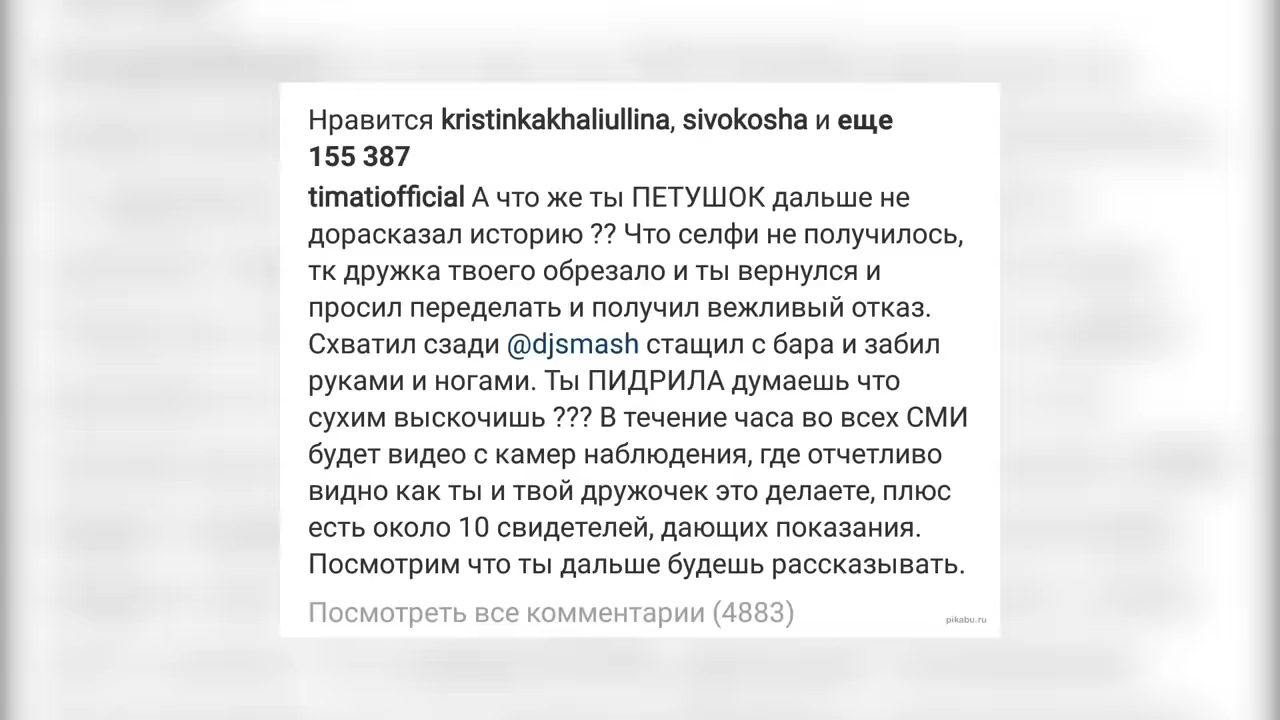 Нравится kristinkakhaliullina, sivokosha и еще
155 387
timatiofficial А что же ты ПЕТУШОК дальше не
дорасказал историю ?? Что селфи не получилось,
тк дружка твоего обрезало и ты вернулся и
просил переделать и получил вежливый отказ.
Схватил сзади @djsmash стащил с бара и забил
руками и ногами. Ты ПИДРИЛА думаешь что
сухим выскочишь ??? В течение часа во всех СМИ
будет видео с камер наблюдения, где отчетливо
видно как ты и твой дружочек это делаете, плюс
есть около 10 свидетелей, дающих показания.
Посмотрим что ты дальше будешь рассказывать.
Посмотреть все комментарии (4883)
pikabu.ru